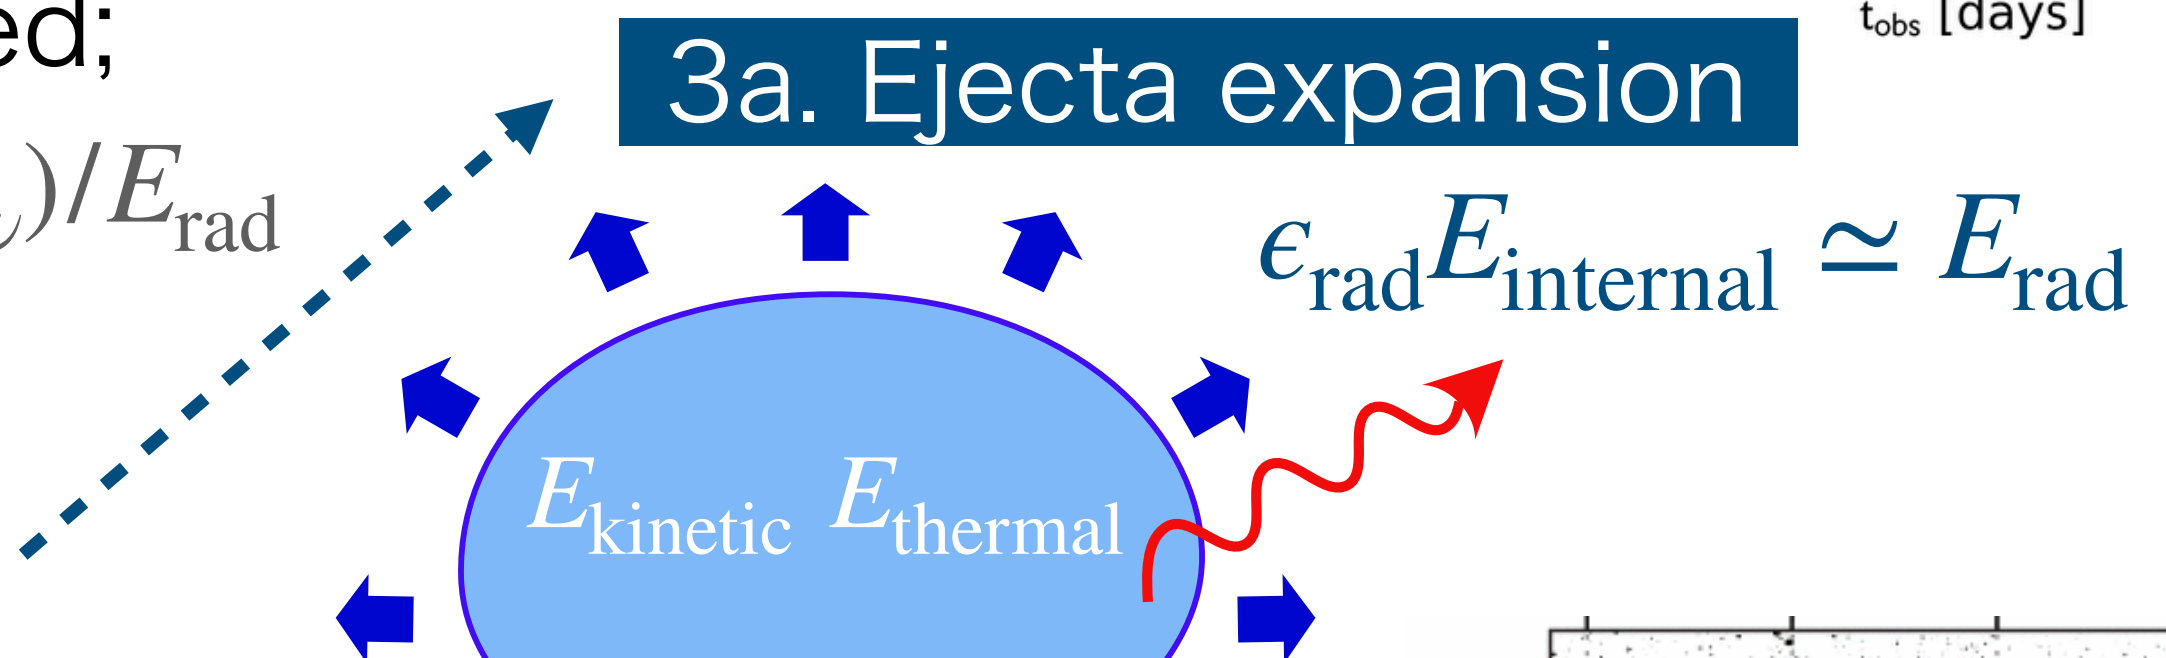 ed;
t_obs [days]
3a. Ejecta expansion
)/E_rad
ϵ_rad E_internal ≃ E_rad
E_kinetic E_thermal